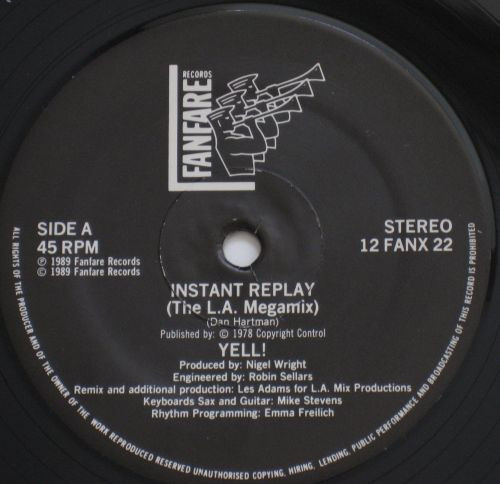 FANFARE
RECORDS
SIDE A
45 RPM
℗ 1989 Fanfare Records
© 1989 Fanfare Records
STEREO
12 FANX 22
INSTANT REPLAY
(The L.A. Megamix)
(Dan Hartman)
Published by: © 1978 Copyright Control
YELL!
Produced by: Nigel Wright
Engineered by: Robin Sellars
Remix and additional production: Les Adams for L.A. Mix Productions
Keyboards Sax and Guitar: Mike Stevens
Rhythm Programming: Emma Freilich
ALL RIGHTS OF THE PRODUCER AND OF THE OWNER OF THE WORK REPRODUCED RESERVED UNAUTHORISED COPYING, HIRING, LENDING, PUBLIC PERFORMANCE AND BROADCASTING OF THIS RECORD IS PROHIBITED